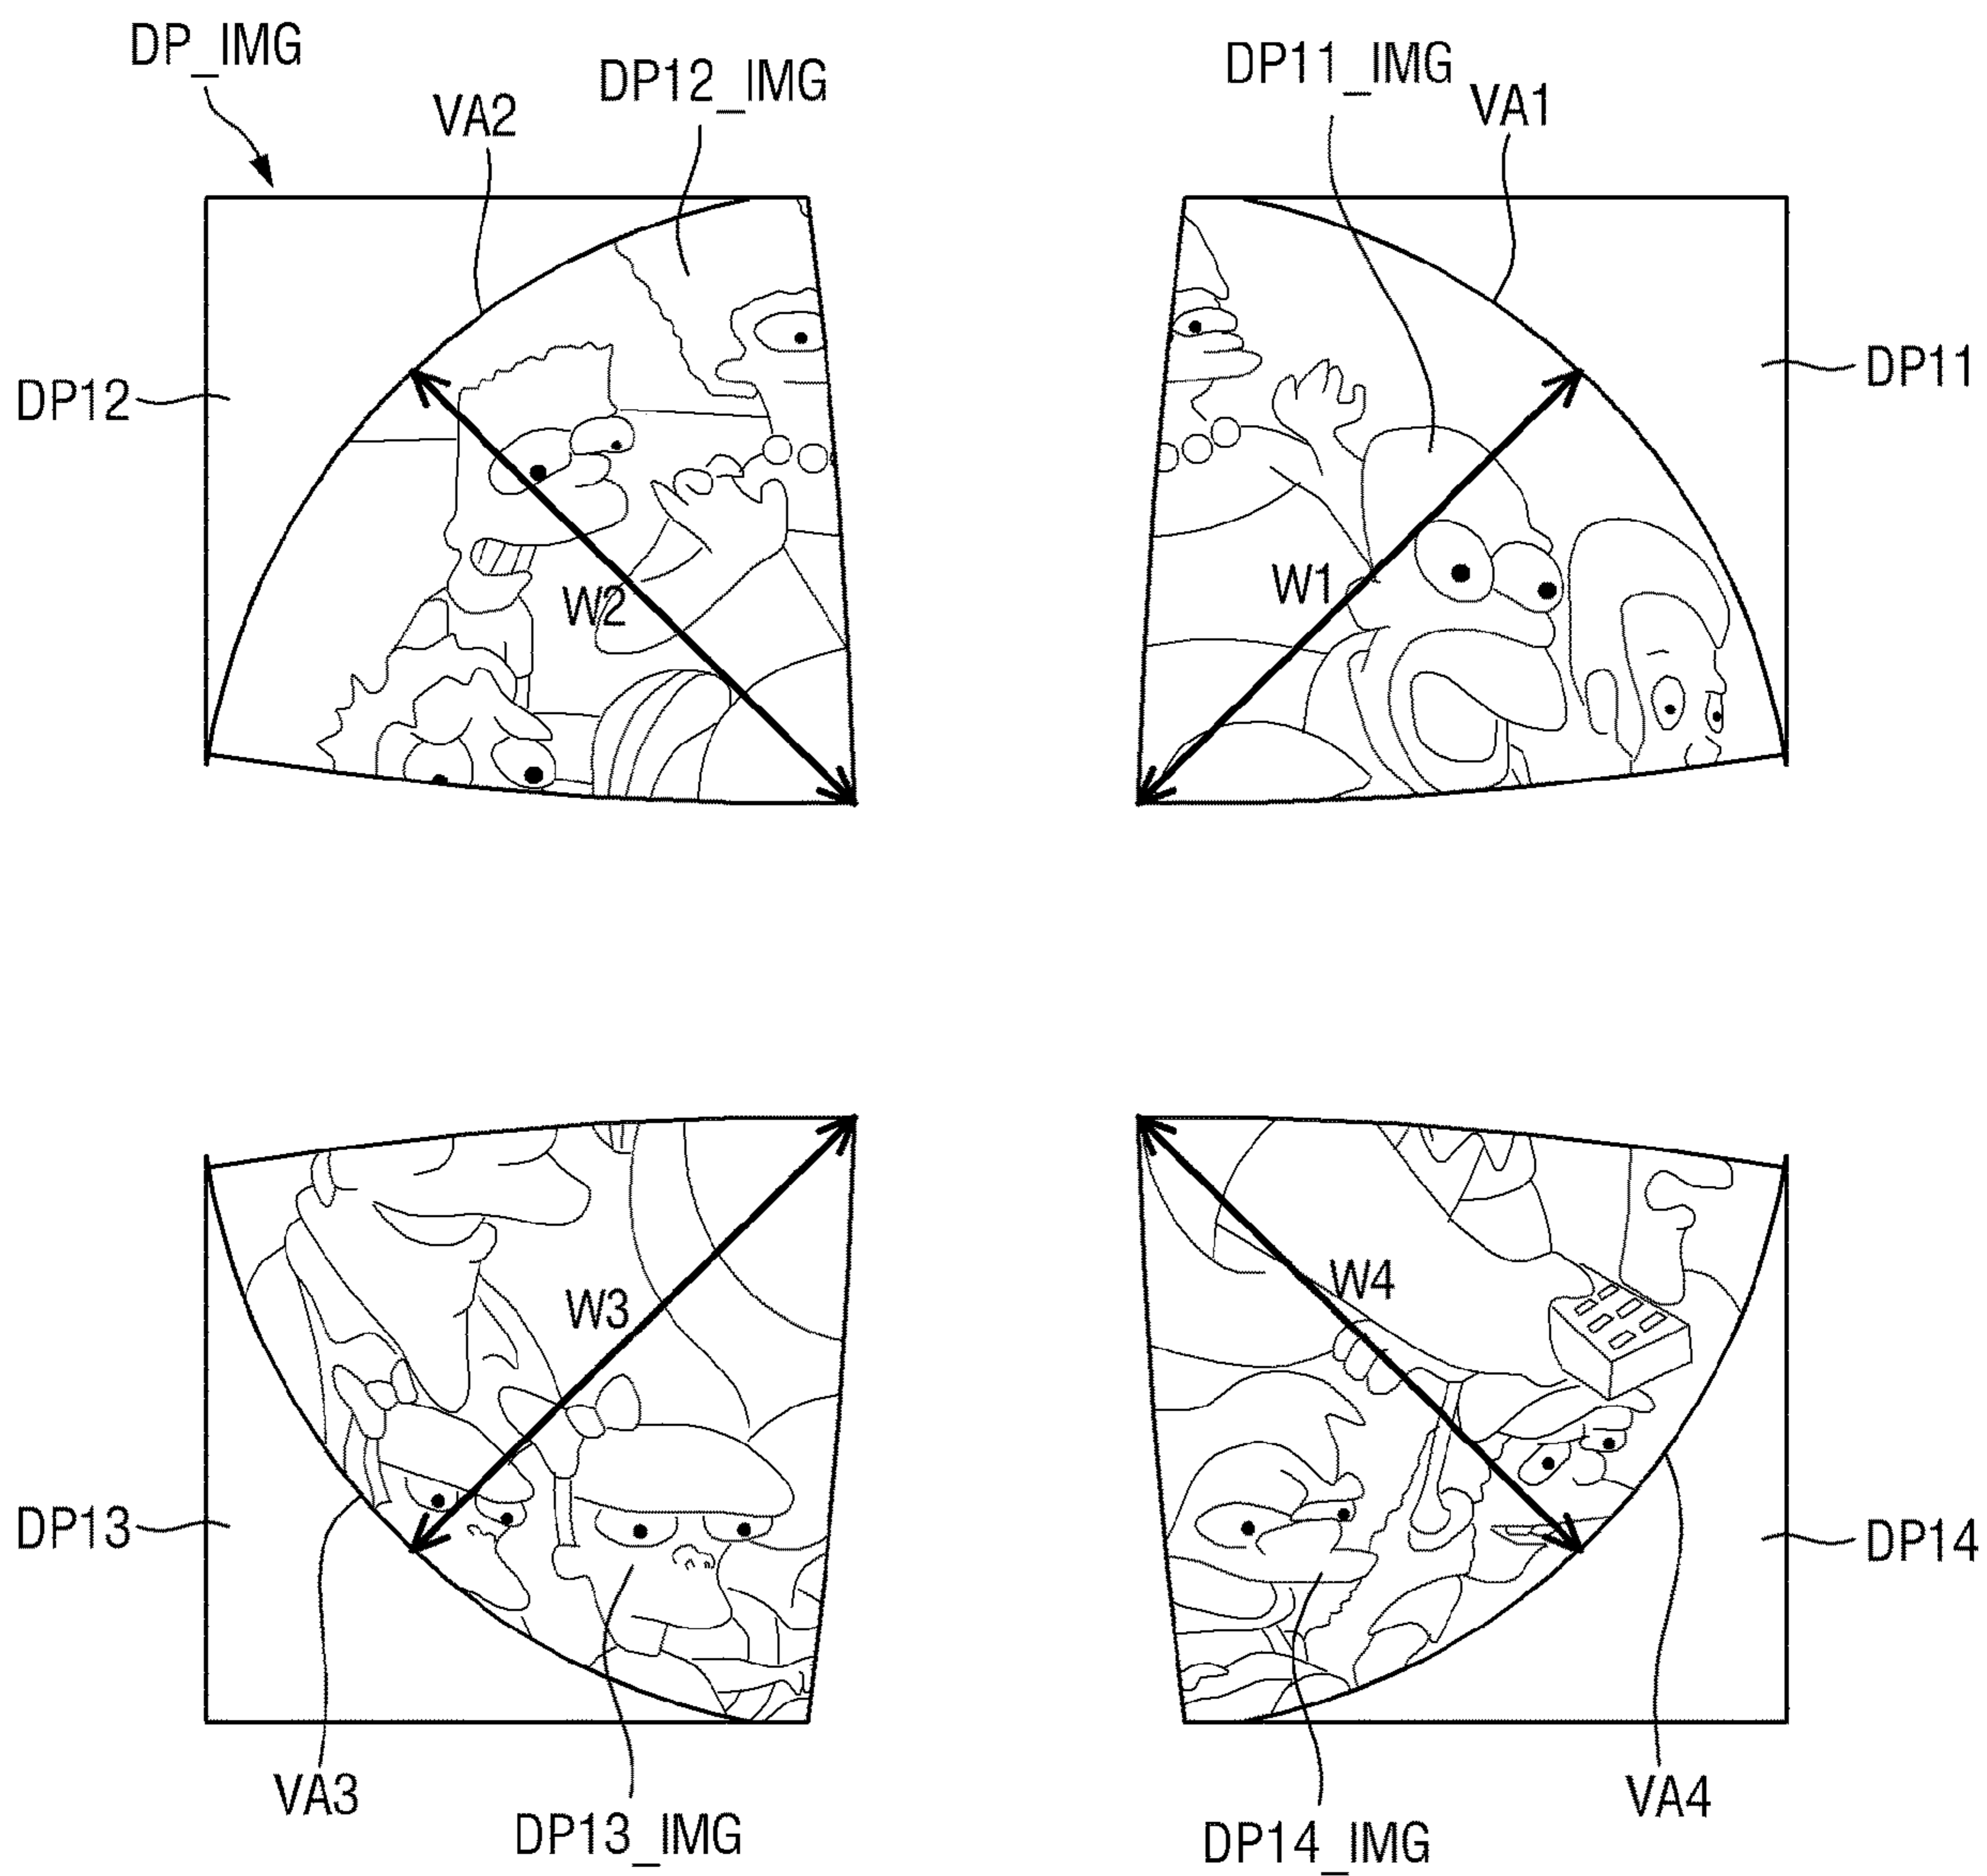 DP_IMG
DP12_IMG
DP11_IMG
VA2
VA1
DP12
DP11
W2
W1
W3
W4
DP13
DP14
VA3
VA4
DP13_IMG
DP14_IMG